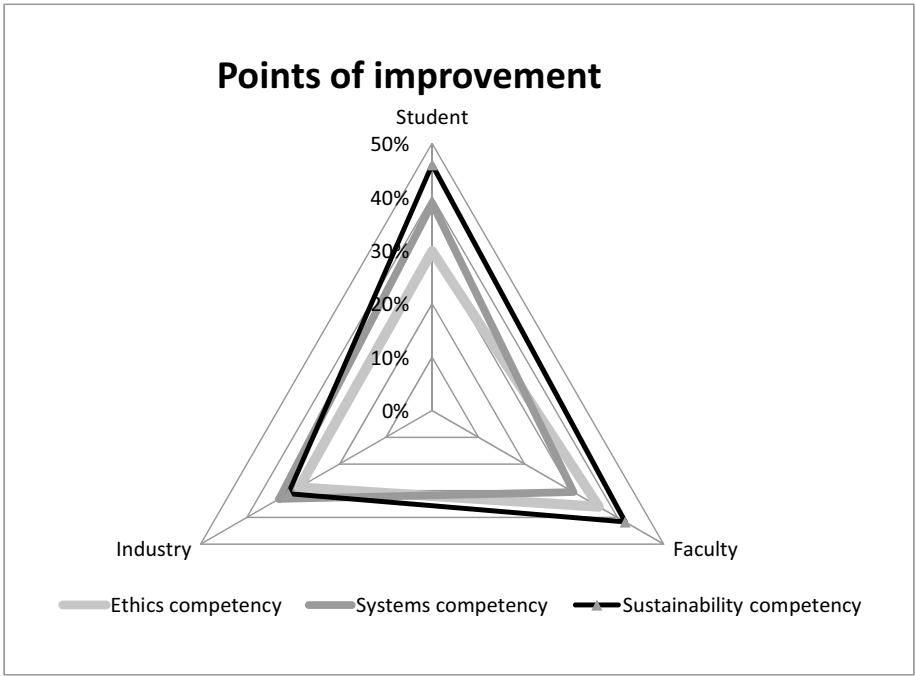 Points of improvement
Student
50%
40%
30%
20%
10%
0%
Industry
Faculty
Ethics competency
Systems competency
Sustainability competency